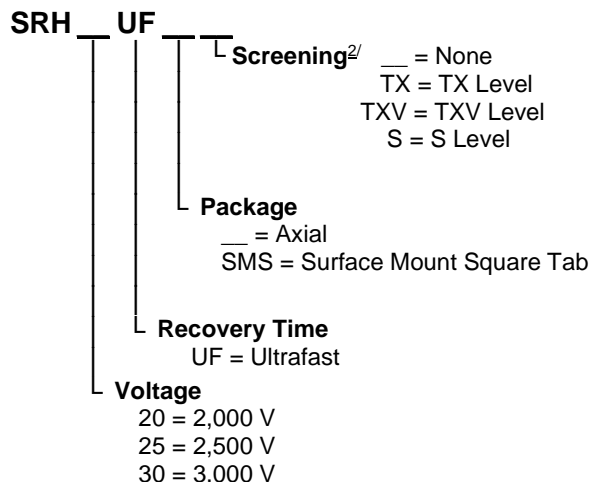 SRH __ UF __ __
Screening2/ __ = None
TX = TX Level
TXV = TXV Level
S = S Level
Package
__ = Axial
SMS = Surface Mount Square Tab
Recovery Time
UF = Ultrafast
Voltage
20 = 2,000 V
25 = 2,500 V
30 = 3,000 V